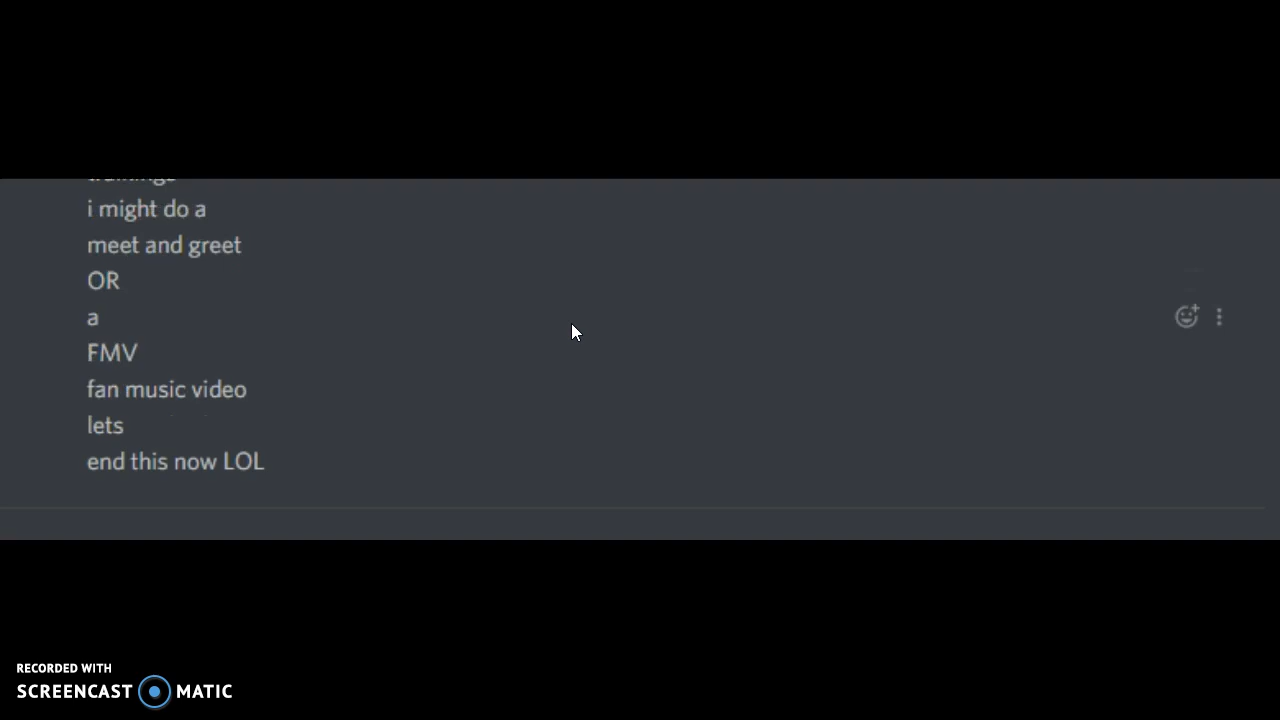 i might do a
meet and greet
OR
a
FMV
fan music video
lets
end this now LOL
RECORDED WITH
SCREENCAST MATIC